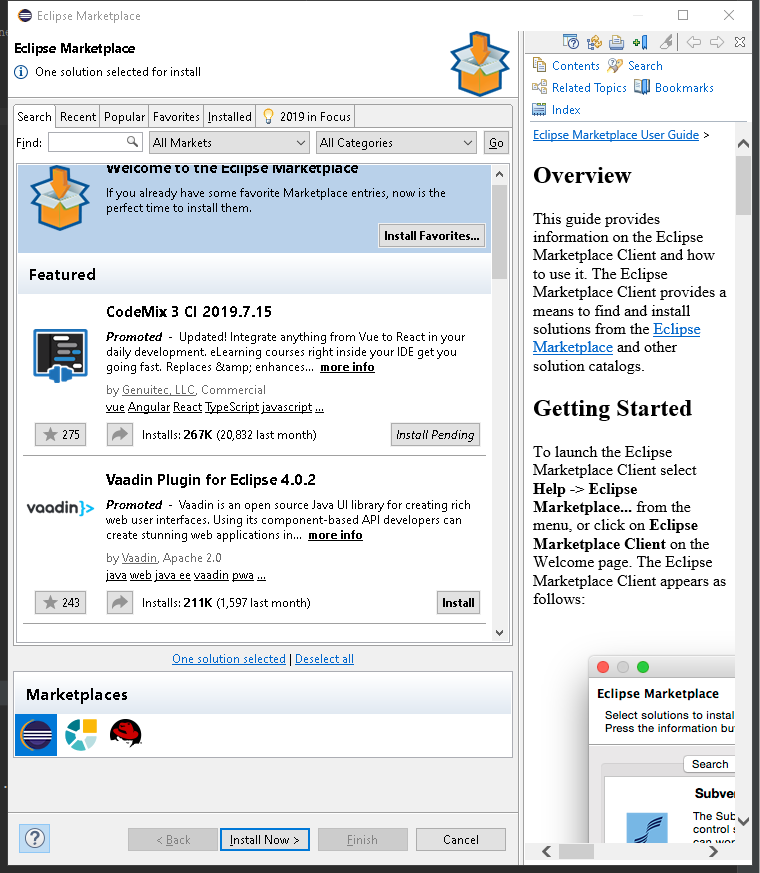 Eclipse Marketplace
Eclipse Marketplace
One solution selected for install
Search Recent Popular Favorites Installed 2019 in Focus
Find: All Markets All Categories Go
Welcome to the Eclipse Marketplace
If you already have some favorite Marketplace entries, now is the
perfect time to install them.
Install Favorites...
Featured
CodeMix 3 CI 2019.7.15
Promoted - Updated! Integrate anything from Vue to React in your
daily development. eLearning courses right inside your IDE get you
going fast. Replaces &amp; enhances... more info
by Genuitec, LLC, Commercial
vue Angular React TypeScript javascript ...
275 Installs: 267K (20,832 last month) Install Pending
Vaadin Plugin for Eclipse 4.0.2
vaadin}>
Promoted - Vaadin is an open source Java UI library for creating rich
web user interfaces. Using its component-based API developers can
create stunning web applications in... more info
by Vaadin, Apache 2.0
java web java ee vaadin pwa ...
243 Installs: 211K (1,597 last month) Install
One solution selected | Deselect all
Marketplaces
< Back Install Now > Finish Cancel
Contents Search
Related Topics Bookmarks
Index
Eclipse Marketplace User Guide >
Overview
This guide provides
information on the Eclipse
Marketplace Client and how
to use it. The Eclipse
Marketplace Client provides a
means to find and install
solutions from the Eclipse
Marketplace and other
solution catalogs.
Getting Started
To launch the Eclipse
Marketplace Client select
Help -> Eclipse
Marketplace... from the
menu, or click on Eclipse
Marketplace Client on the
Welcome page. The Eclipse
Marketplace Client appears as
follows:
Eclipse Marketplace
Select solutions to instal
Press the information bu
Search
Subve
The Sub
control s
can wor